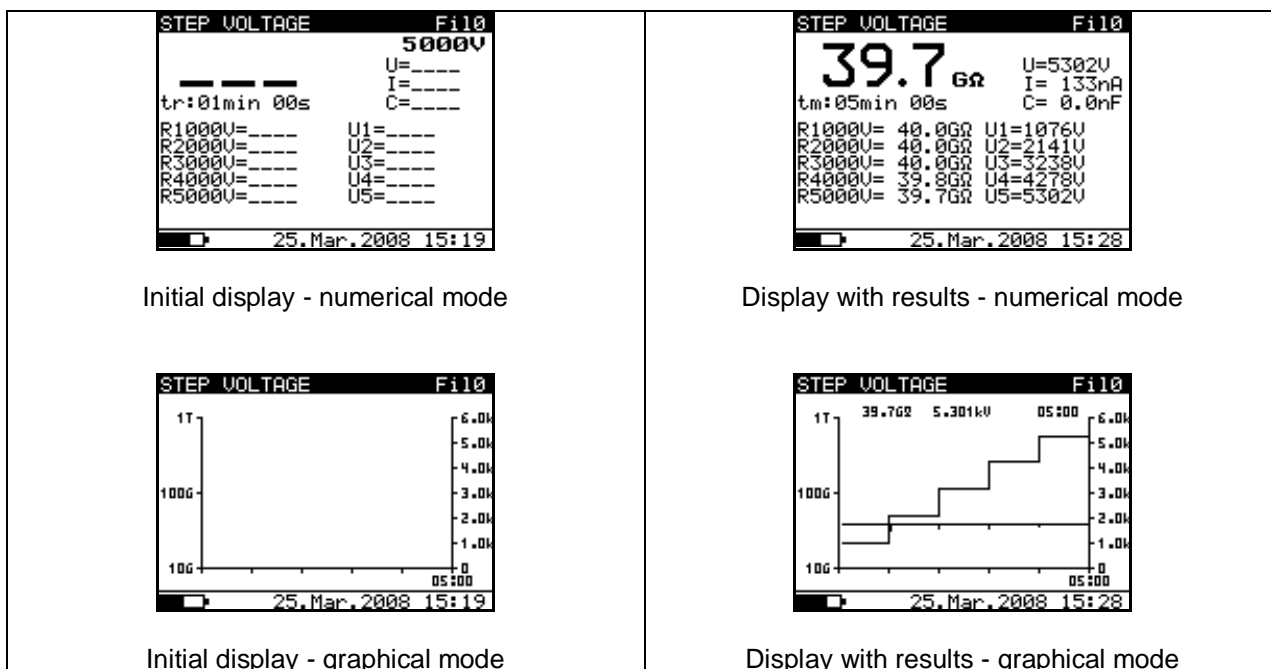 STEP VOLTAGE Fil0
5000V
U=____
___ I=____
tr:01min 00s C=____
R1000V=____ U1=____
R2000V=____ U2=____
R3000V=____ U3=____
R4000V=____ U4=____
R5000V=____ U5=____
25.Mar.2008 15:19
Initial display - numerical mode
STEP VOLTAGE Fil0
39.7 GΩ U=5302V
I= 133nA
tm:05min 00s C= 0.0nF
R1000V= 40.0GΩ U1=1076V
R2000V= 40.0GΩ U2=2141V
R3000V= 40.0GΩ U3=3238V
R4000V= 39.8GΩ U4=4278V
R5000V= 39.7GΩ U5=5302V
25.Mar.2008 15:28
Display with results - numerical mode
STEP VOLTAGE Fil0
1T 6.0k
5.0k
4.0k
100G 3.0k
2.0k
1.0k
10G 0
05:00
25.Mar.2008 15:19
Initial display - graphical mode
STEP VOLTAGE Fil0
39.7GΩ 5.301kV 05:00
1T 6.0k
5.0k
4.0k
100G 3.0k
2.0k
1.0k
10G 0
05:00
25.Mar.2008 15:28
Display with results - graphical mode